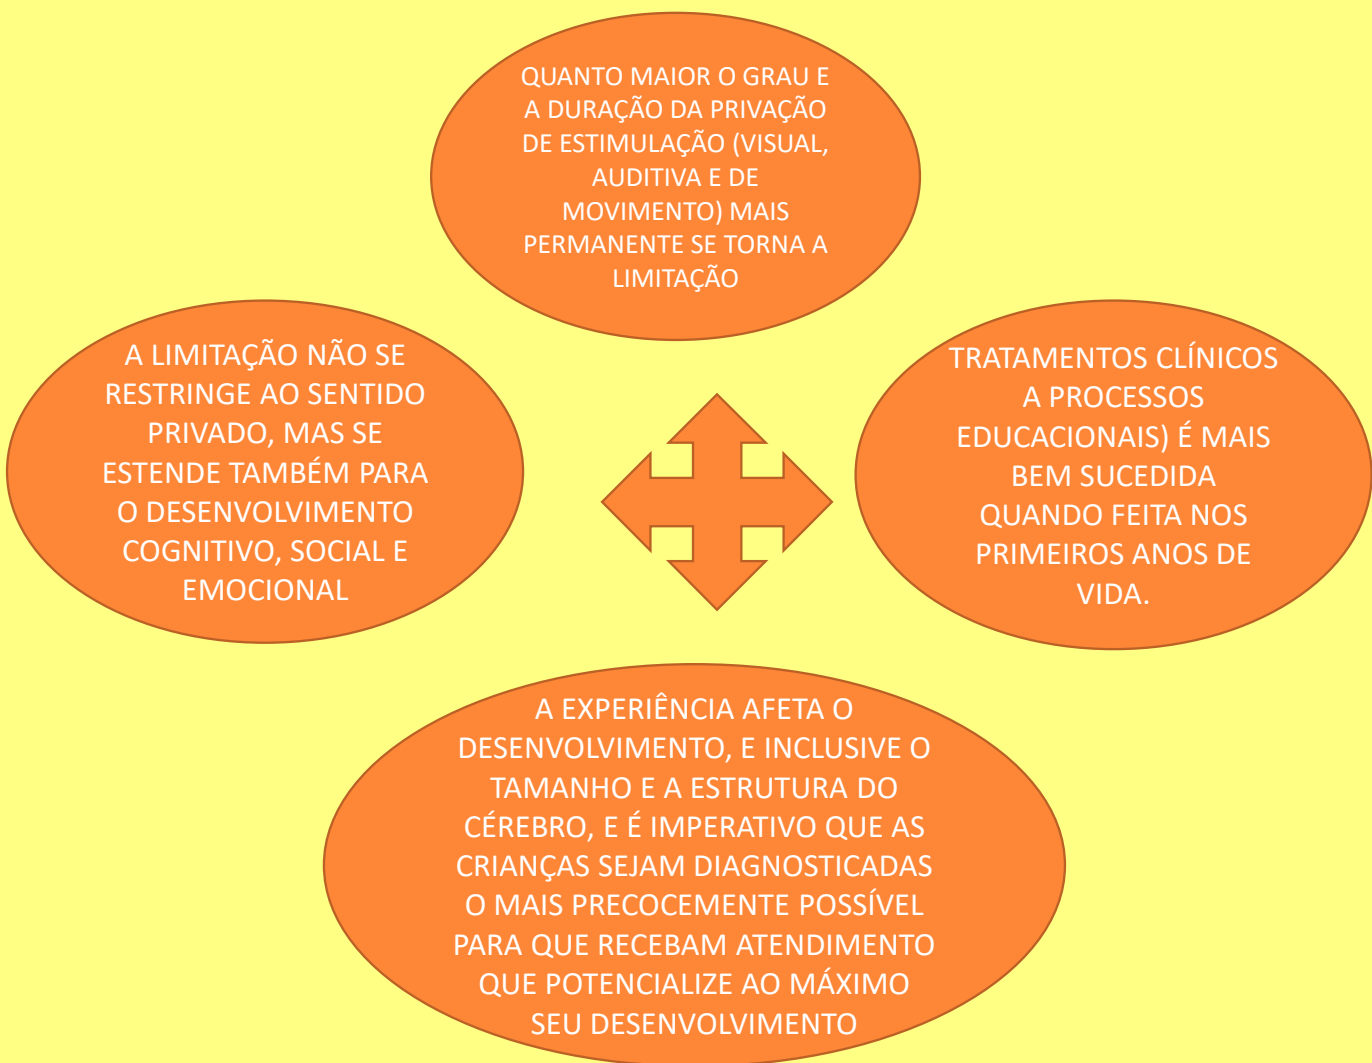 QUANTO MAIOR O GRAU E
A DURAÇÃO DA PRIVAÇÃO
DE ESTIMULAÇÃO (VISUAL,
AUDITIVA E DE
MOVIMENTO) MAIS
PERMANENTE SE TORNA A
LIMITAÇÃO
A LIMITAÇÃO NÃO SE
RESTRINGE AO SENTIDO
PRIVADO, MAS SE
ESTENDE TAMBÉM PARA
O DESENVOLVIMENTO
COGNITIVO, SOCIAL E
EMOCIONAL
TRATAMENTOS CLÍNICOS
A PROCESSOS
EDUCACIONAIS) É MAIS
BEM SUCEDIDA
QUANDO FEITA NOS
PRIMEIROS ANOS DE
VIDA.
A EXPERIÊNCIA AFETA O
DESENVOLVIMENTO, E INCLUSIVE O
TAMANHO E A ESTRUTURA DO
CÉREBRO, E É IMPERATIVO QUE AS
CRIANÇAS SEJAM DIAGNOSTICADAS
O MAIS PRECOCEMENTE POSSÍVEL
PARA QUE RECEBAM ATENDIMENTO
QUE POTENCIALIZE AO MÁXIMO
SEU DESENVOLVIMENTO